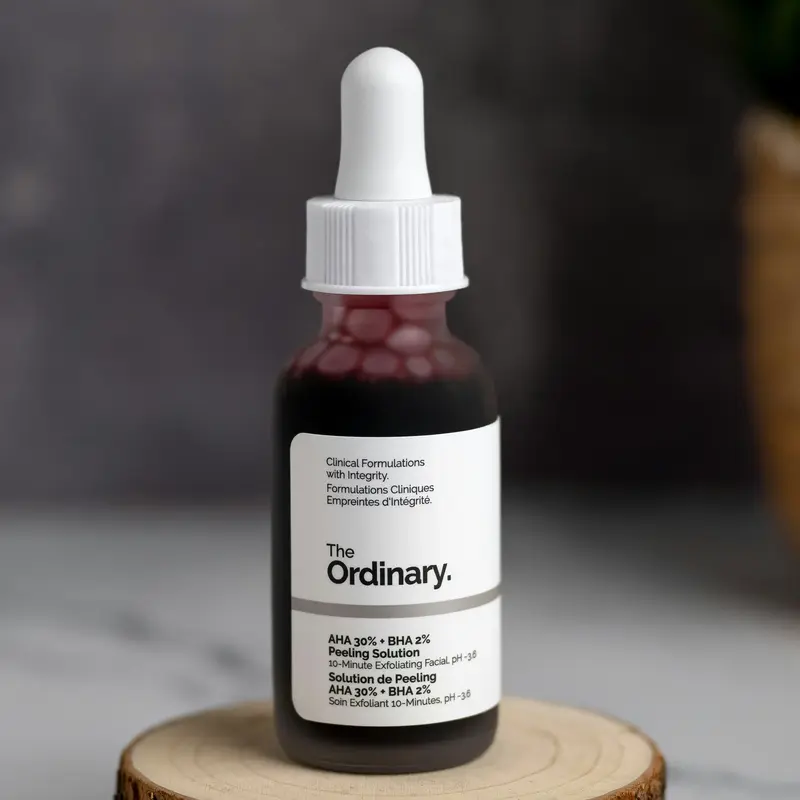 Clinical Formulations
with Integrity.
Formulations Cliniques
Empreintes d'Intégrité.
The
Ordinary.
AHA 30% + BHA 2%
Peeling Solution
10-Minute Exfoliating Facial, pH ~3.6
Solution de Peeling
AHA 30% + BHA 2%
Soin Exfoliant 10-Minutes, pH ~3.6